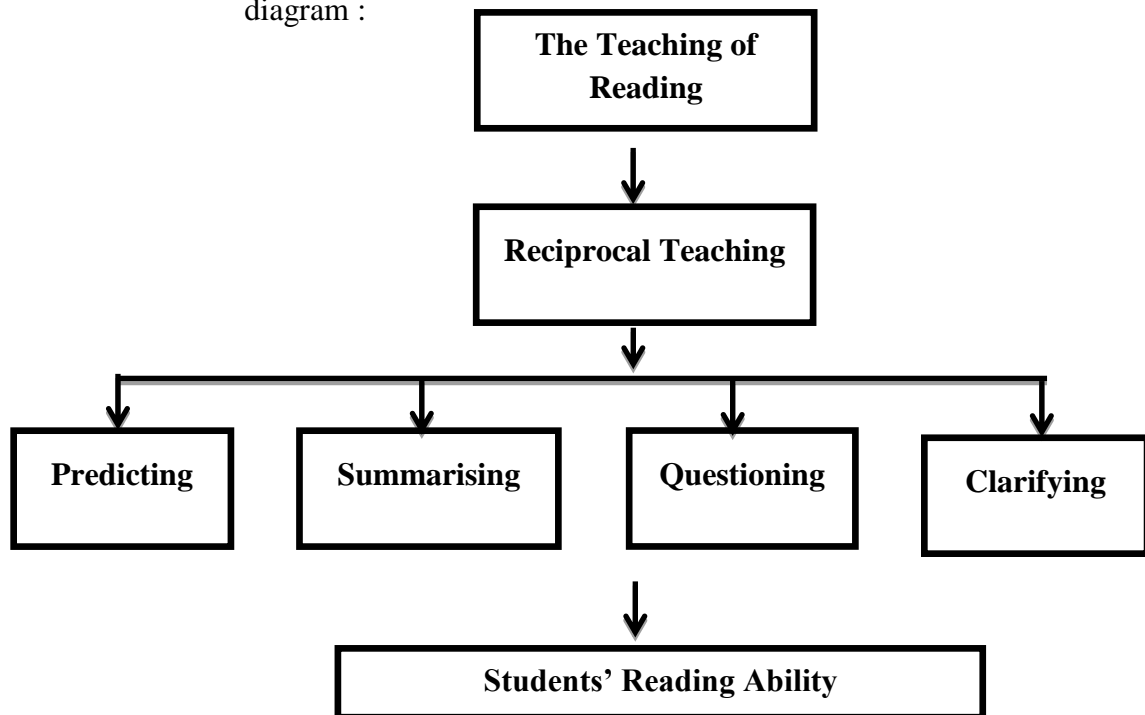 diagram :
The Teaching of
Reading
Reciprocal Teaching
Predicting
Summarising
Questioning
Clarifying
Students’ Reading Ability